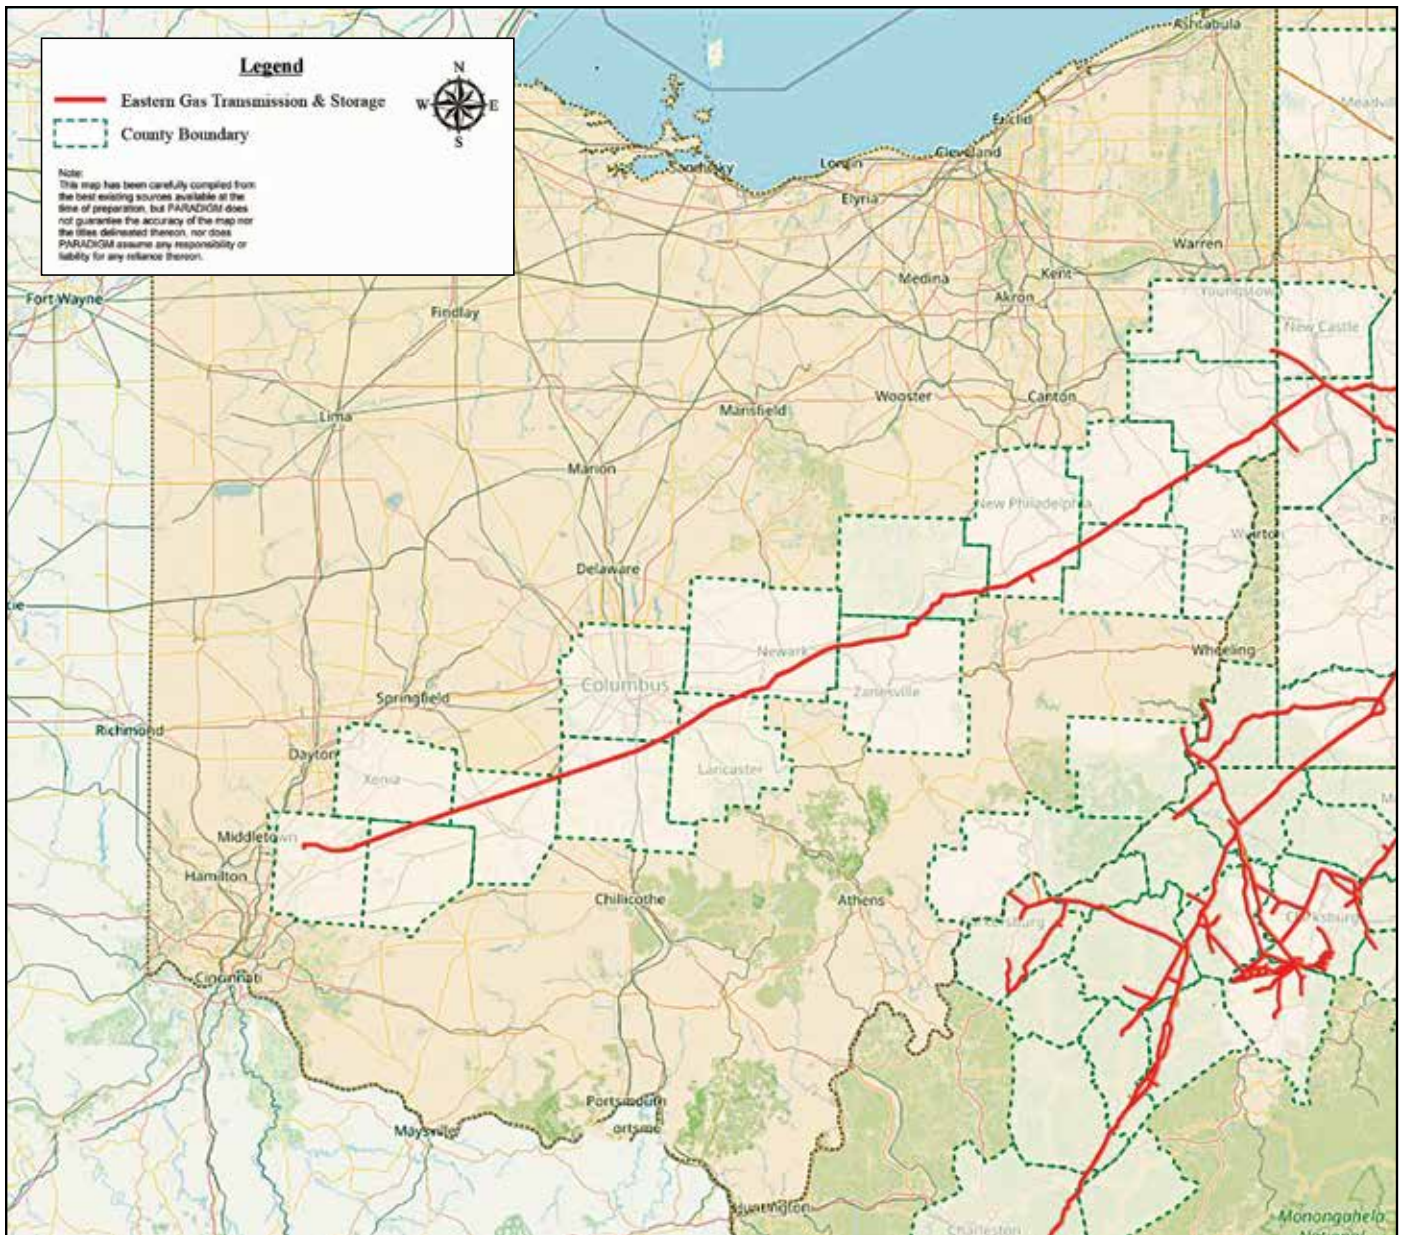 Legend
Eastern Gas Transmission & Storage
County Boundary
N
W
E
S
Note:
This map has been carefully compiled from
the best existing sources available at the
time of preparation, but PARADIGM does
not guarantee the accuracy of the map nor
the titles delineated thereon, nor does
PARADIGM assume any responsibility or
liability for any reliance thereon.
Ashtabula
Euclid
Cleveland
Lorain
Sandusky
Elyria
Warren
Medina
Kent
Akron
Youngstown
Fort Wayne
Findlay
New Castle
Lima
Mansfield
Wooster
Canton
Marion
New Philadelphia
Delaware
cie
Newark
Wheeling
Columbus
Zanesville
Springfield
Richmond
Dayton
Xenia
Lancaster
Middletown
Hamilton
Chillicothe
Athens
Clarksburg
Cincinnati
Portsmouth
ortsmo
Maysville
Huntington
Charleston
Monongahela
National